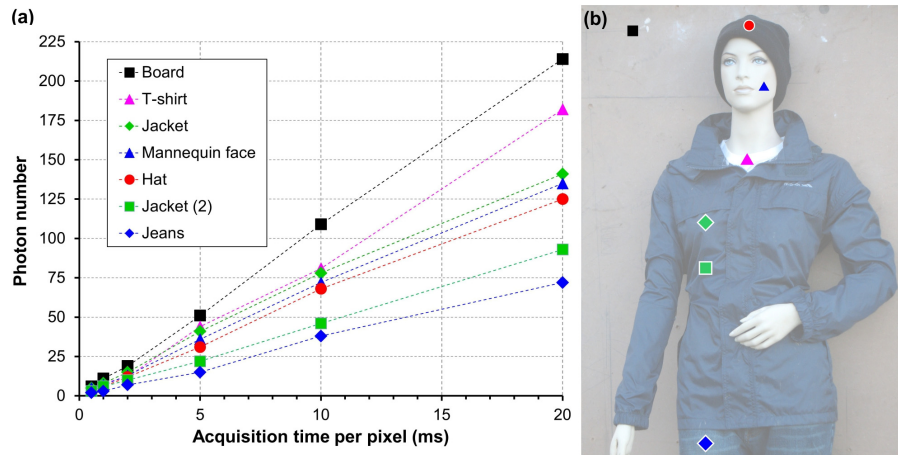 (a)
225
200
175
150
125
100
75
50
25
0
Photon number
Board
T-shirt
Jacket
Mannequin face
Hat
Jacket (2)
Jeans
0
5
10
15
20
Acquisition time per pixel (ms)
(b)